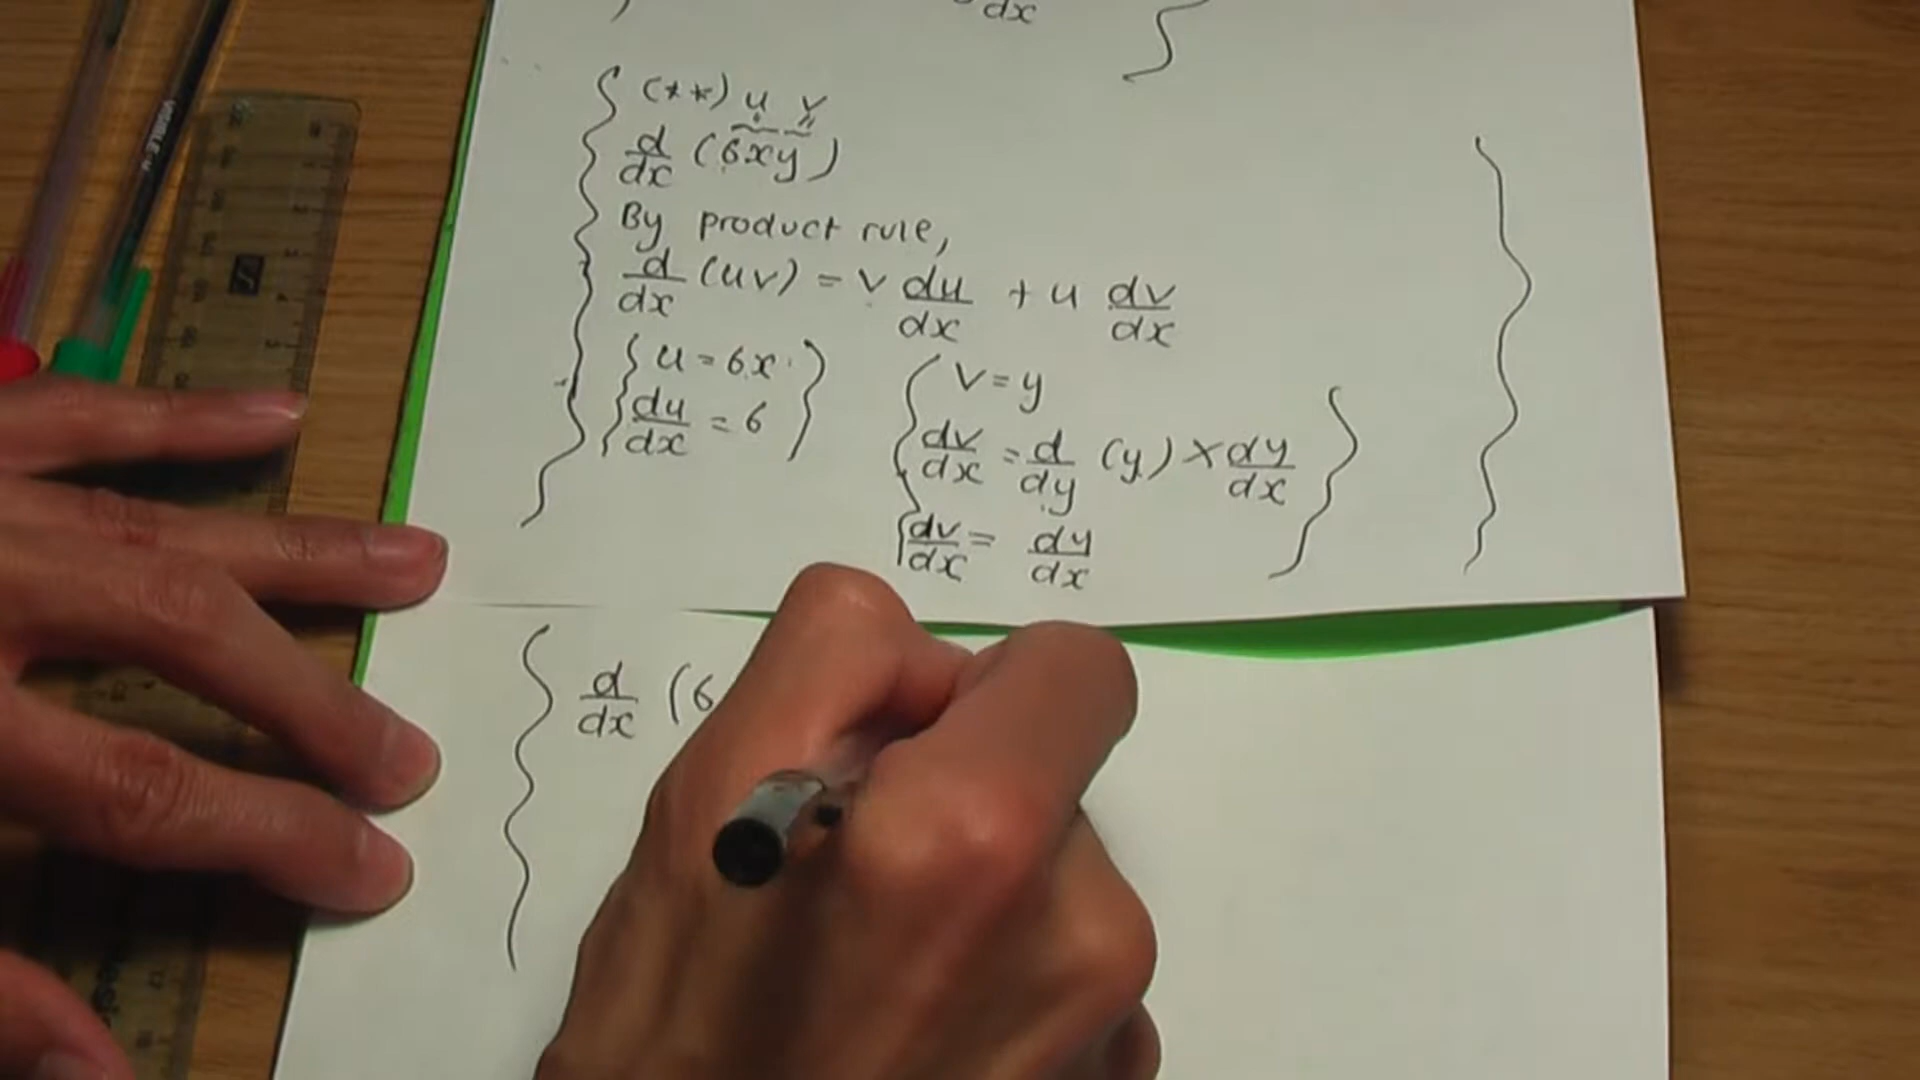 dx
(**) u v
d/dx (6xy)
By product rule,
d/dx (uv) = v du/dx + u dv/dx
u = 6x
du/dx = 6
v = y
dv/dx = d/dy (y) × dy/dx
dv/dx = dy/dx
d/dx (6